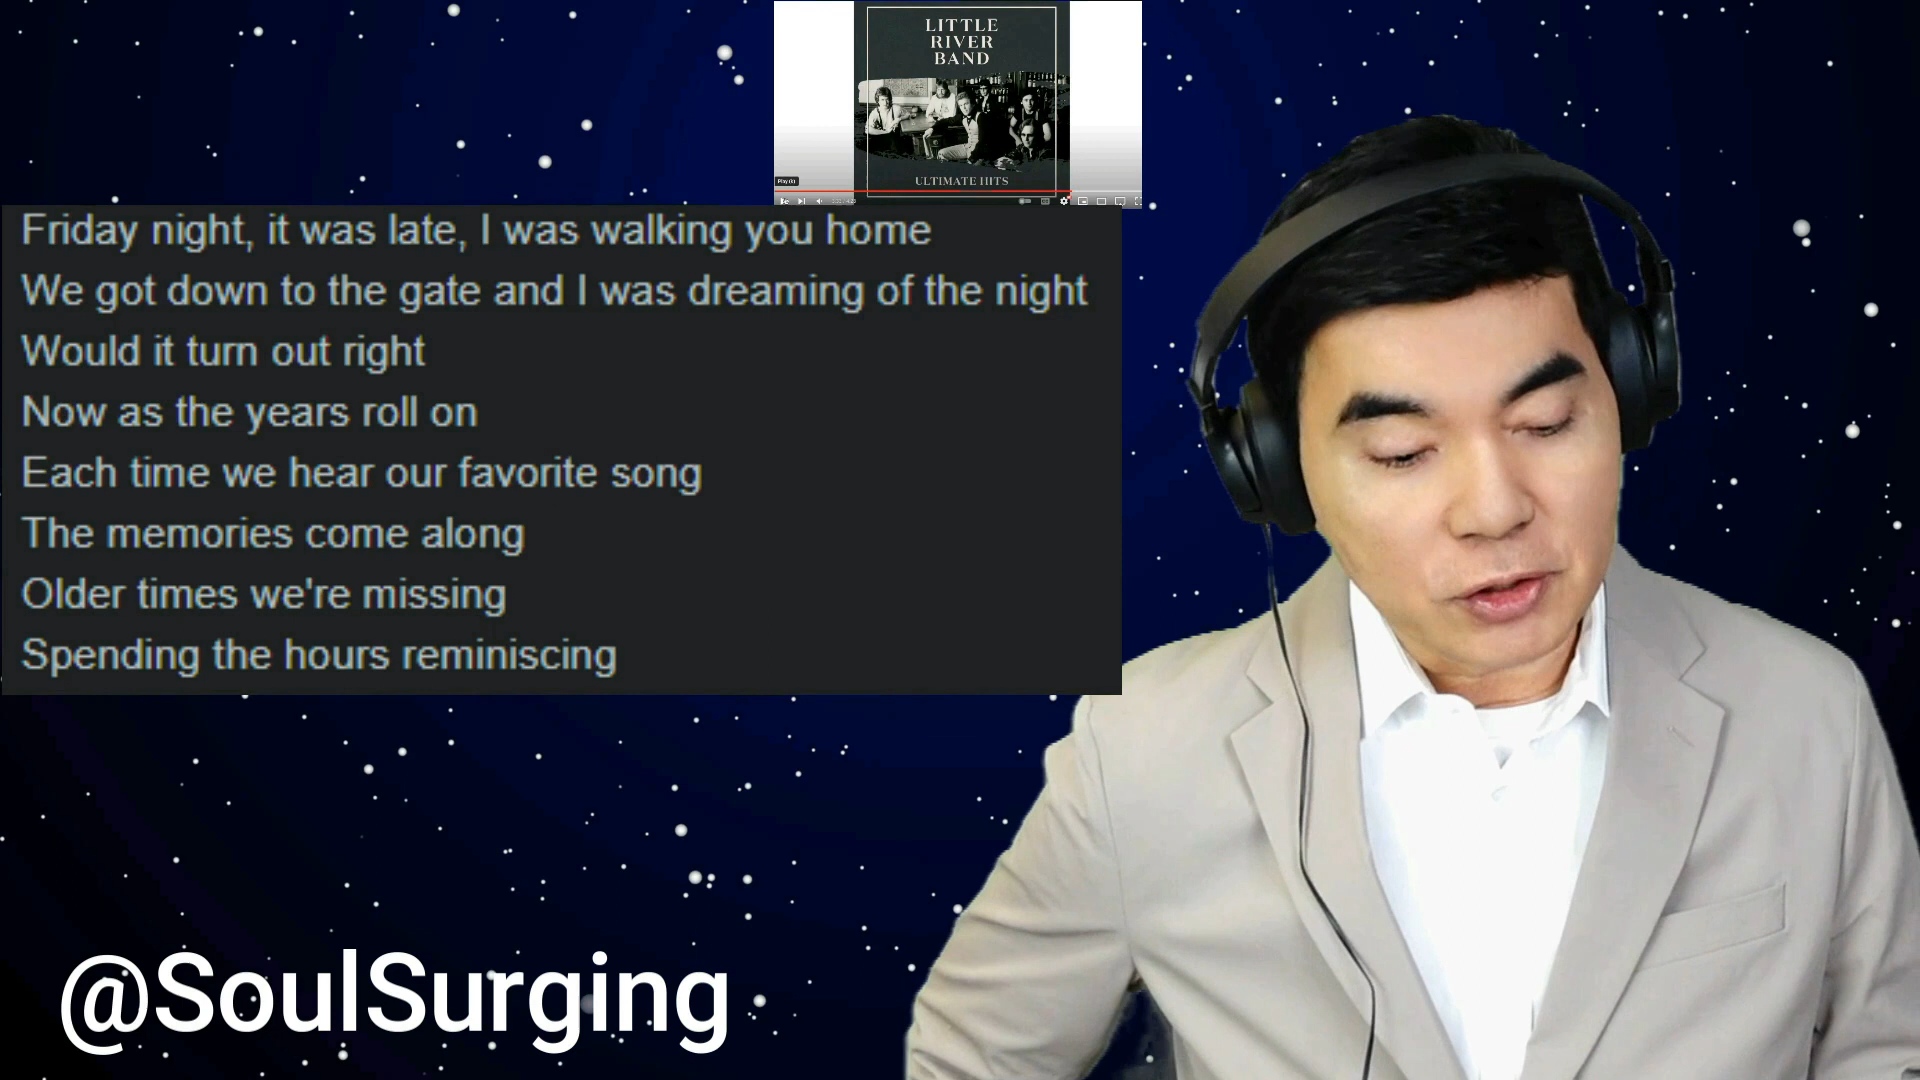 LITTLE
RIVER
BAND
ULTIMATE HITS
Play (k)
Friday night, it was late, I was walking you home
We got down to the gate and I was dreaming of the night
Would it turn out right
Now as the years roll on
Each time we hear our favorite song
The memories come along
Older times we're missing
Spending the hours reminiscing
@SoulSurging